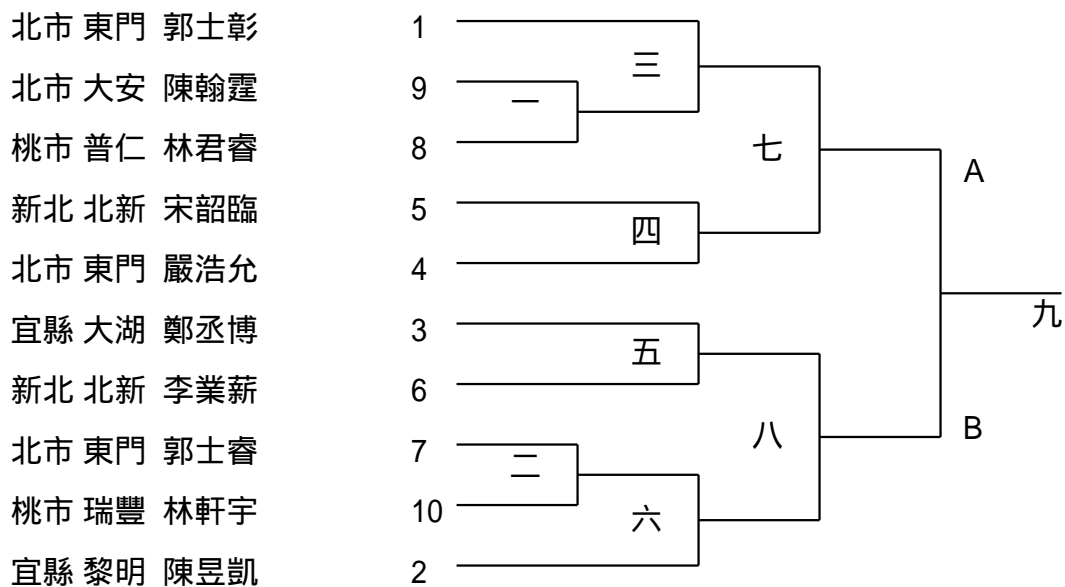 北市 東門 郭士彰 1
三
北市 大安 陳翰霆 9
一
桃市 普仁 林君睿 8
七
A
新北 北新 宋韶臨 5
四
北市 東門 嚴浩允 4
九
宜縣 大湖 鄭丞博 3
五
新北 北新 李業薪 6
八
B
北市 東門 郭士睿 7
二
桃市 瑞豐 林軒宇 10
六
宜縣 黎明 陳昱凱 2